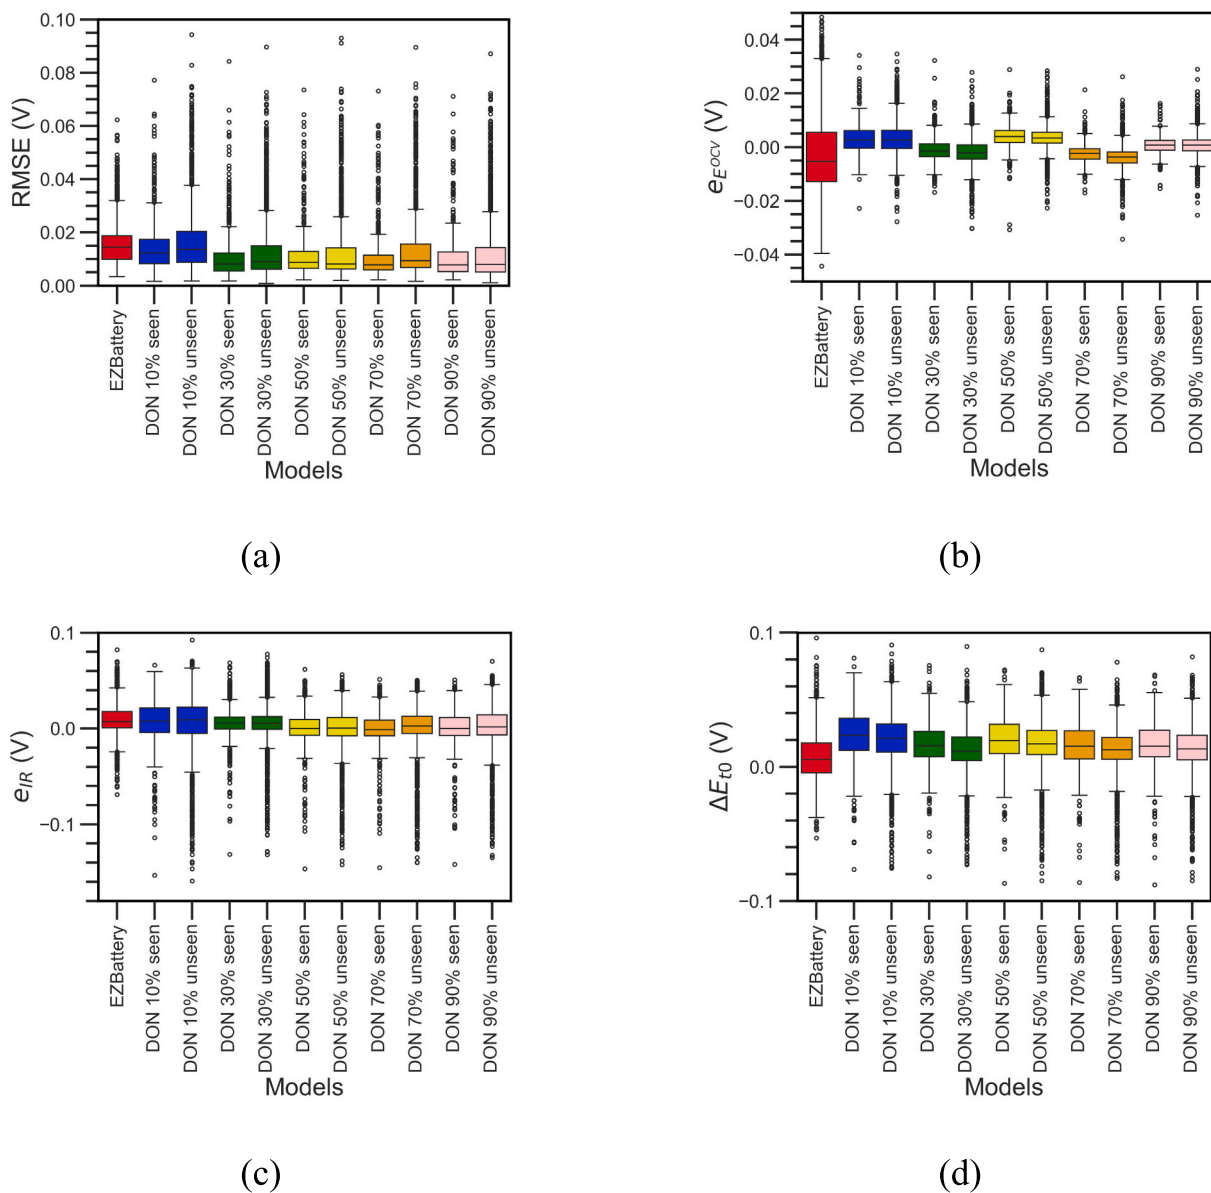 0.10
0.08
0.06
0.04
0.02
0.00
RMSE (V)
EZBattery
DON 10% seen
DON 10% unseen
DON 30% seen
DON 30% unseen
DON 50% seen
DON 50% unseen
DON 70% seen
DON 70% unseen
DON 90% seen
DON 90% unseen
Models
(a)
0.04
0.02
0.00
−0.02
−0.04
e_E^OCV (V)
EZBattery
DON 10% seen
DON 10% unseen
DON 30% seen
DON 30% unseen
DON 50% seen
DON 50% unseen
DON 70% seen
DON 70% unseen
DON 90% seen
DON 90% unseen
Models
(b)
0.1
0.0
−0.1
e_IR (V)
EZBattery
DON 10% seen
DON 10% unseen
DON 30% seen
DON 30% unseen
DON 50% seen
DON 50% unseen
DON 70% seen
DON 70% unseen
DON 90% seen
DON 90% unseen
Models
(c)
0.1
0.0
−0.1
ΔE_t0 (V)
EZBattery
DON 10% seen
DON 10% unseen
DON 30% seen
DON 30% unseen
DON 50% seen
DON 50% unseen
DON 70% seen
DON 70% unseen
DON 90% seen
DON 90% unseen
Models
(d)